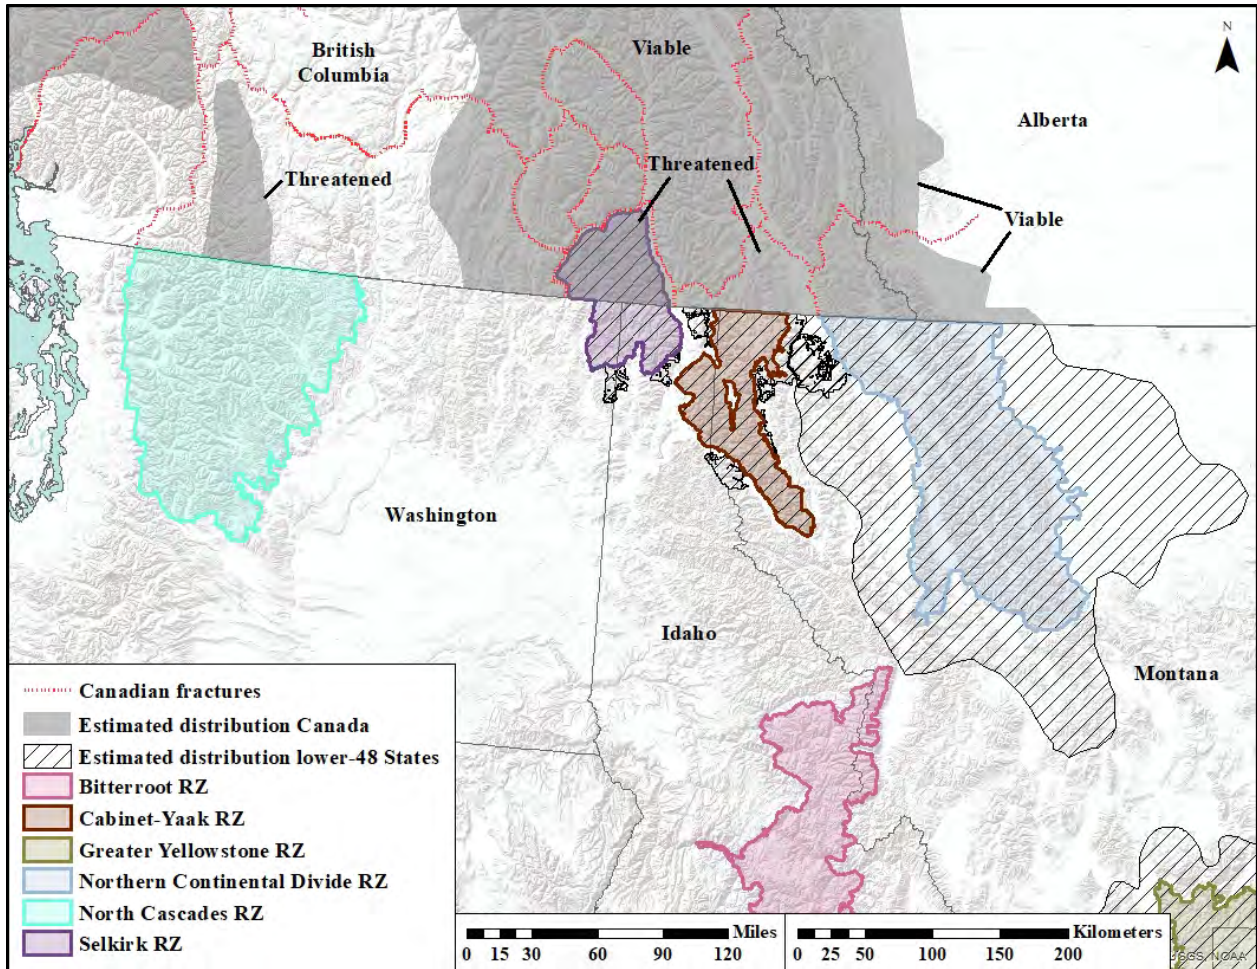 N
British
Columbia
Viable
Alberta
Threatened
Threatened
Viable
Washington
Idaho
Montana
Canadian fractures
Estimated distribution Canada
Estimated distribution lower-48 States
Bitterroot RZ
Cabinet-Yaak RZ
Greater Yellowstone RZ
Northern Continental Divide RZ
North Cascades RZ
Selkirk RZ
Miles
0 15 30 60 90 120
Kilometers
0 25 50 100 150 200
NOAA